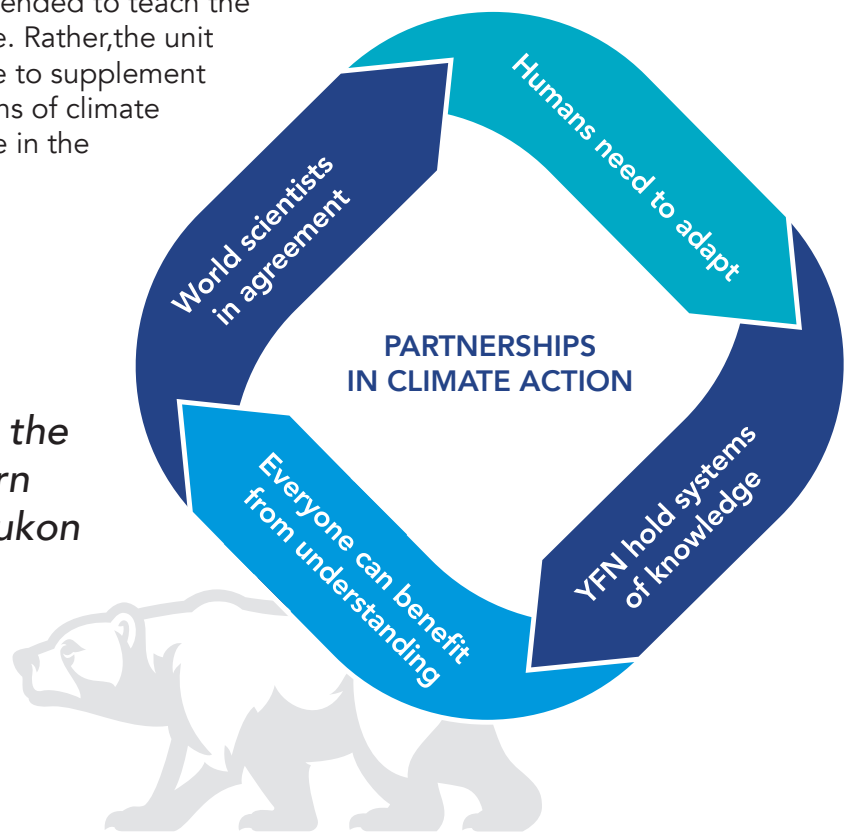 ended to teach the
e. Rather,the unit
e to supplement
ns of climate
e in the
the
rn
ukon
World scientists
in agreement
Humans need to adapt
PARTNERSHIPS
IN CLIMATE ACTION
YFN hold systems
of knowledge
Everyone can benefit
from understanding